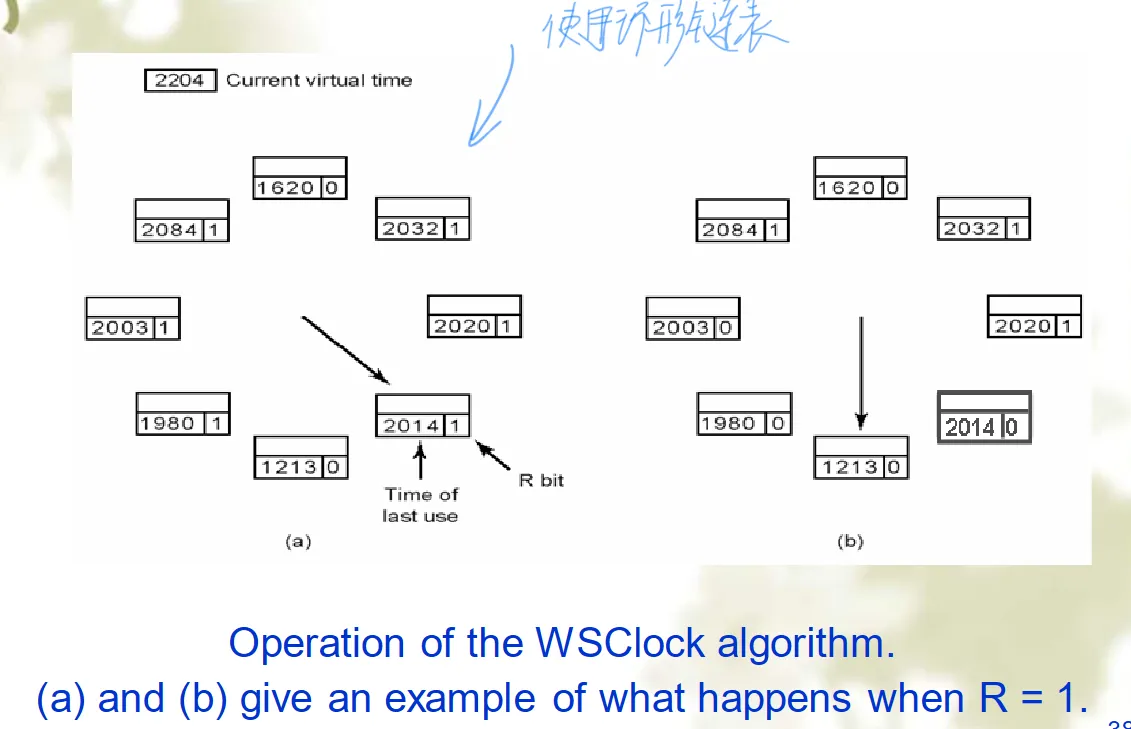 使用环形链表
2204 Current virtual time
1620 0
2084 1
2032 1
2003 1
2020 1
1980 1
2014 1
1213 0
Time of
last use
R bit
(a)
1620 0
2084 1
2032 1
2003 0
2020 1
1980 0
2014 0
1213 0
(b)
Operation of the WSClock algorithm.
(a) and (b) give an example of what happens when R = 1.